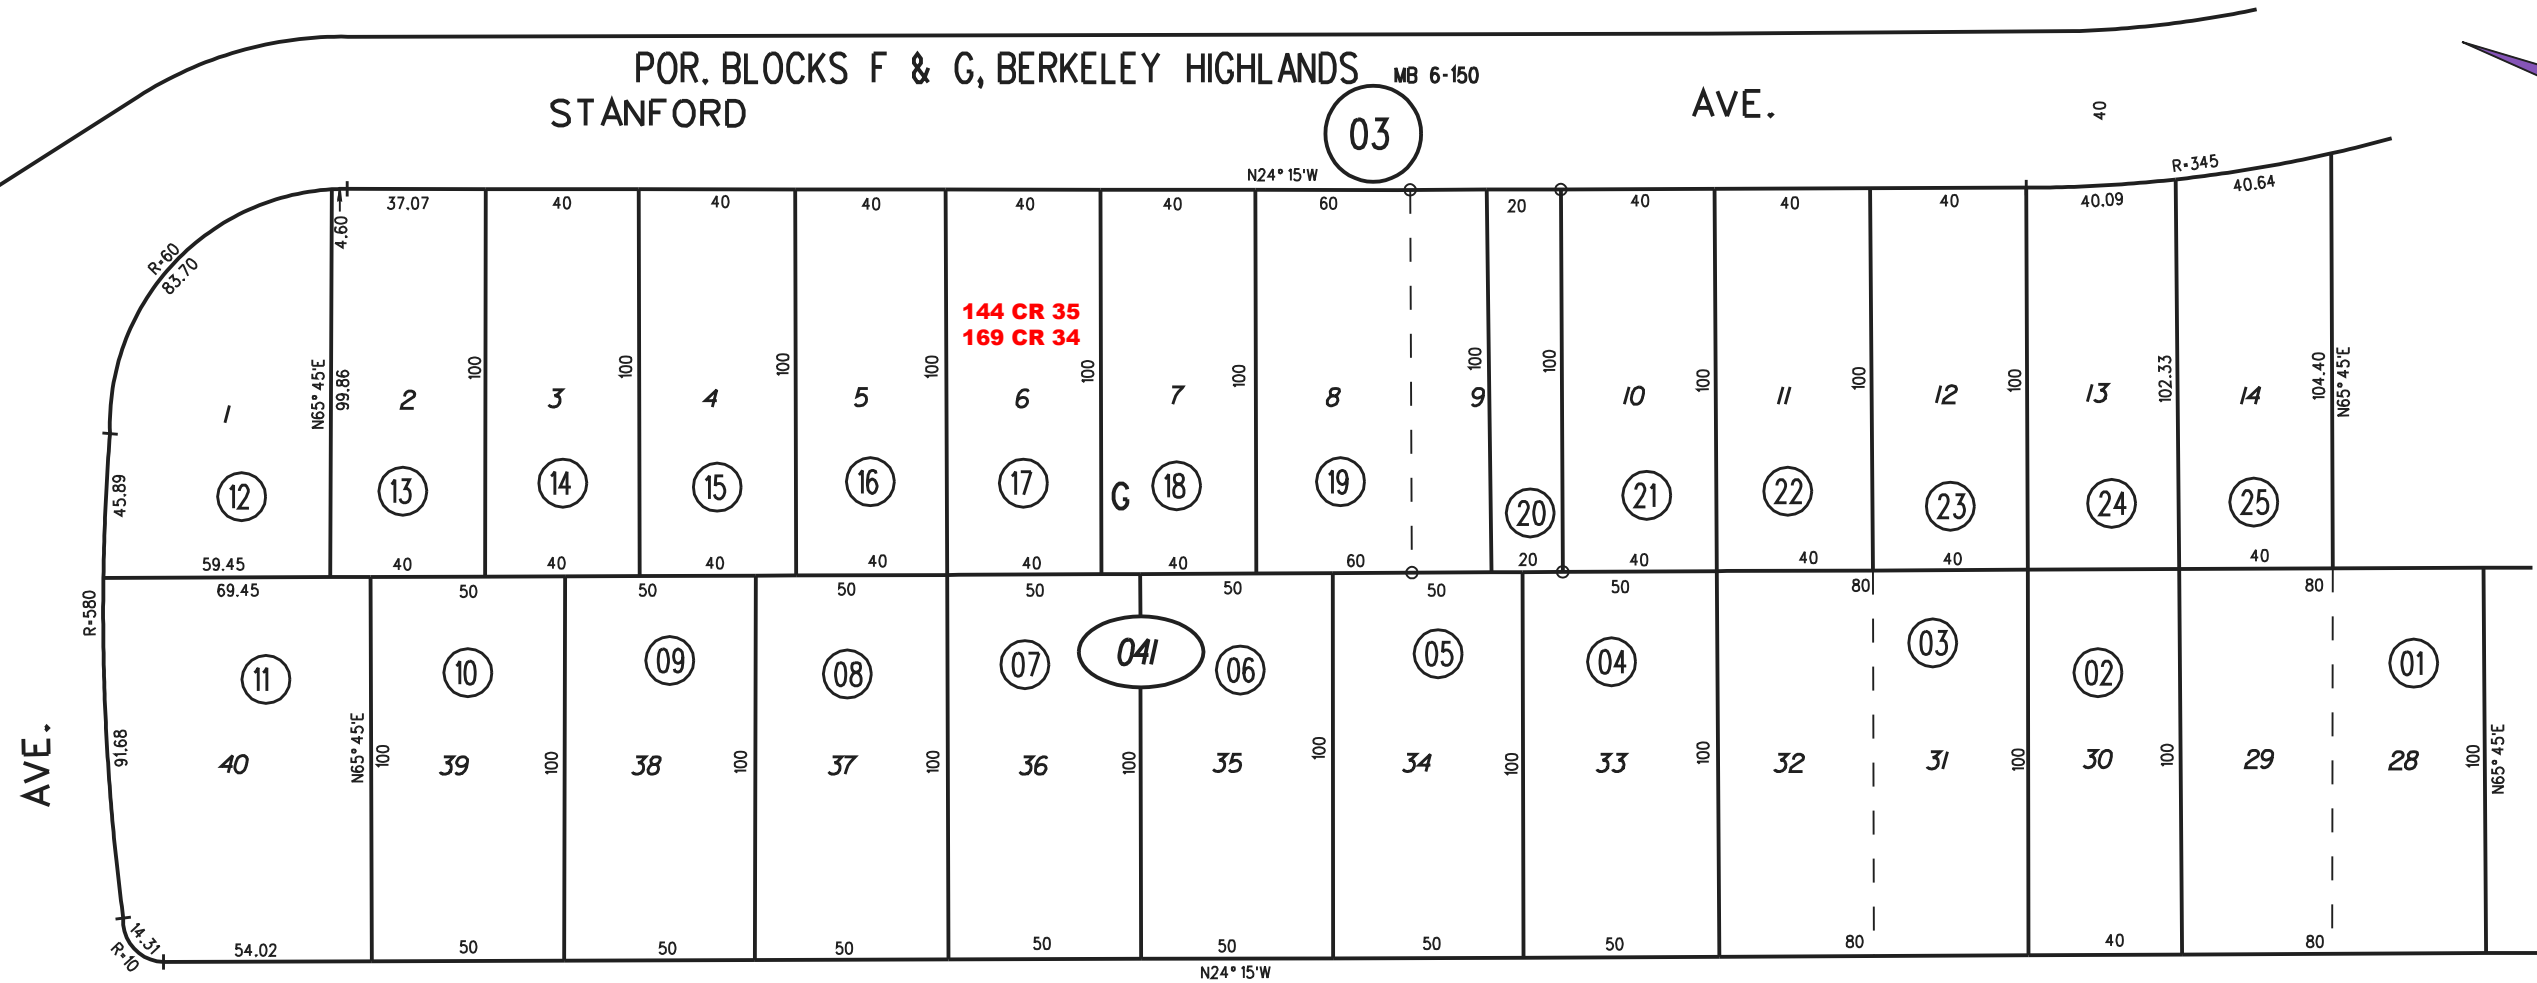 POR. BLOCKS F & G, BERKELEY HIGHLANDS MB 6-150
STANFORD AVE.
03
40
N24° 15'W
R=345
37.07 40 40 40 40 40 60 20 40 40 40 40.09 40.64
4.60
R=60
83.70
144 CR 35
169 CR 34
N65° 45'E 99.86 100 100 100 100 100 100 100 100 100 100 100 102.33 104.40 N65° 45'E
1 2 3 4 5 6 7 8 9 10 11 12 13 14
45.89
12 13 14 15 16 17 G 18 19 20 21 22 23 24 25
59.45 40 40 40 40 40 40 60 20 40 40 40 40
69.45 50 50 50 50 50 50 50 80 80
R=580
11 10 09 08 07 041 06 05 04 03 02 01
AVE.
91.68
N65° 45'E 100 100 100 100 100 100 100 100 100 100 100 N65° 45'E
40 39 38 37 36 35 34 33 32 31 30 29 28
14.31
R=10
54.02 50 50 50 50 50 50 50 80 40 80
N24° 15'W